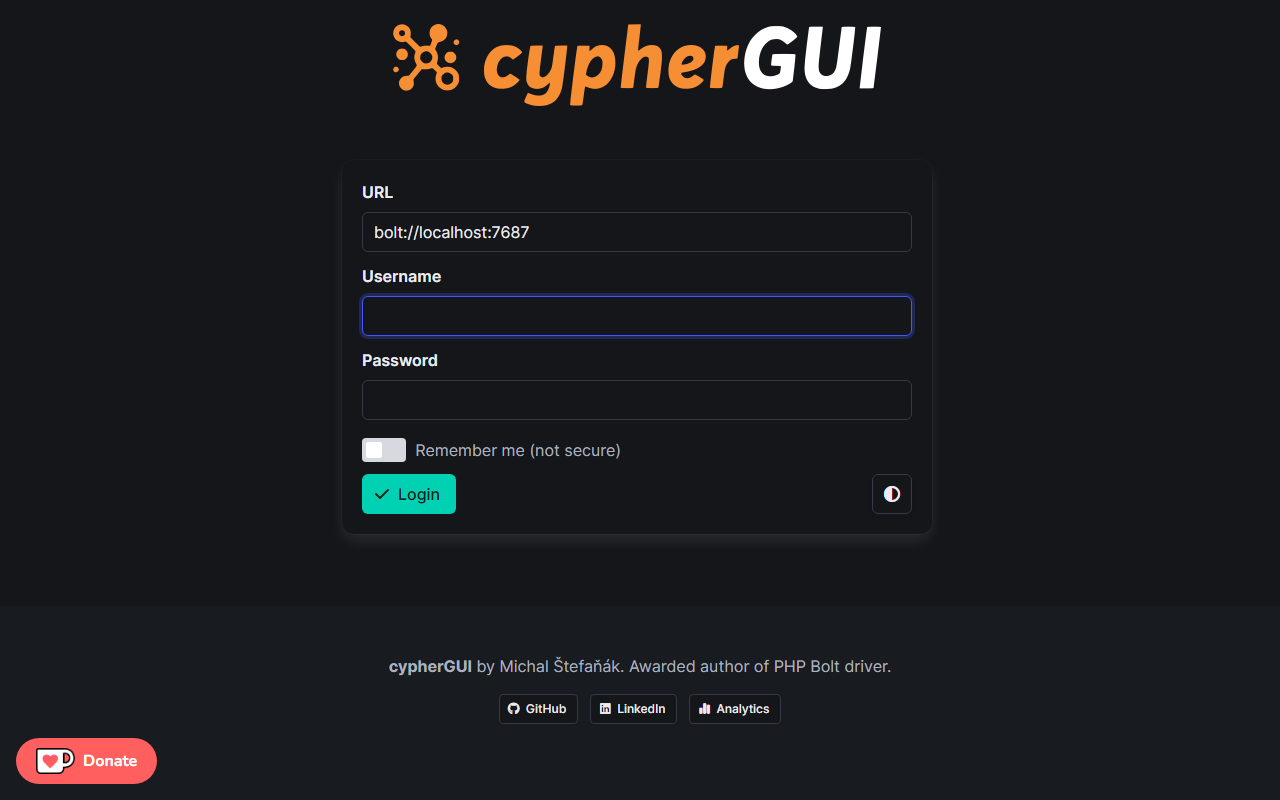 cypherGUI
URL
bolt://localhost:7687
Username
Password
Remember me (not secure)
Login
cypherGUI by Michal Štefaňák. Awarded author of PHP Bolt driver.
GitHub LinkedIn Analytics
Donate